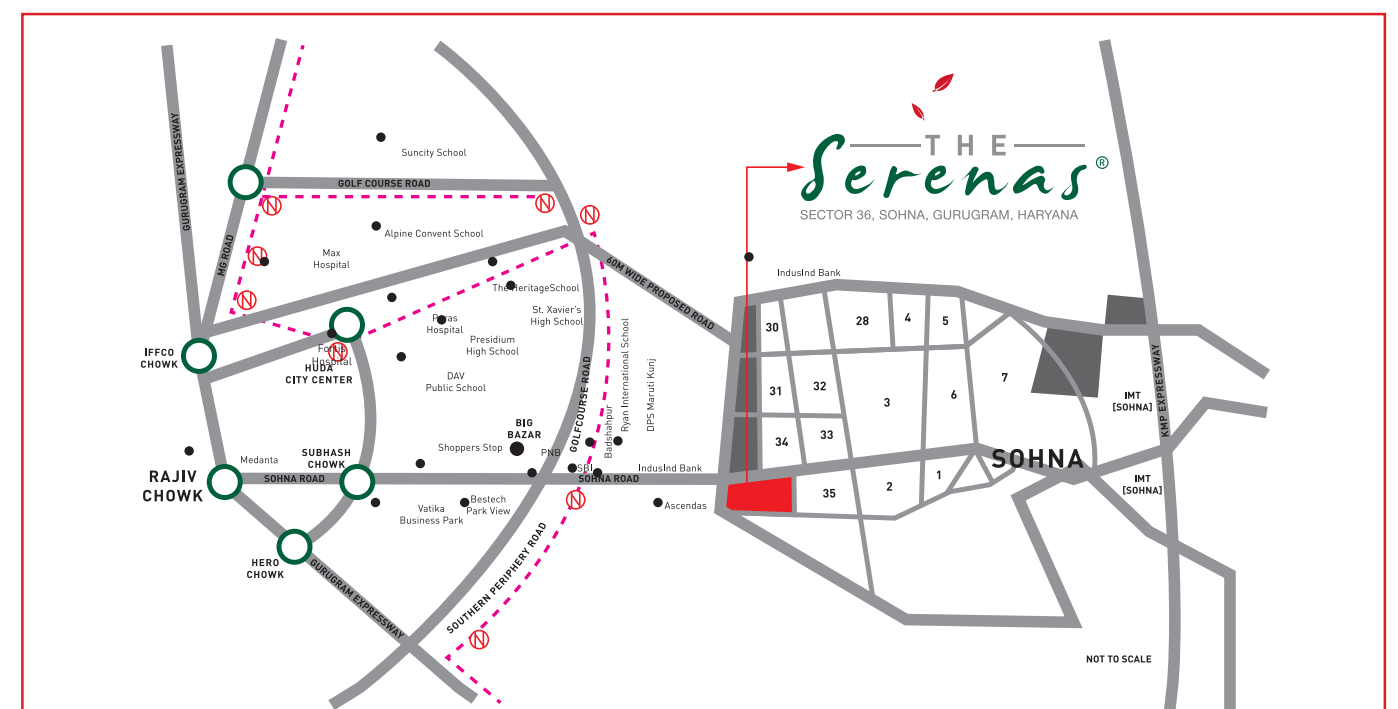 THE
Serenas®
SECTOR 36, SOHNA, GURUGRAM, HARYANA
GURUGRAM EXPRESSWAY
MG ROAD
Suncity School
GOLF COURSE ROAD
Alpine Convent School
Max
Hospital
The HeritageSchool
St. Xavier's
High School
60M WIDE PROPOSED ROAD
IndusInd Bank
Paras
Hospital
Presidium
High School
Fortis
Hospital
HUDA
CITY CENTER
IFFCO
CHOWK
DAV
Public School
GOLFCOURSE ROAD
Badshahpur
Ryan International School
DPS Maruti Kunj
BIG
BAZAR
Shoppers Stop
PNB
SBI
IndusInd Bank
Medanta
SUBHASH
CHOWK
RAJIV
CHOWK
SOHNA ROAD
SOHNA ROAD
Vatika
Business Park
Bestech
Park View
Ascendas
HERO
CHOWK
GURUGRAM EXPRESSWAY
SOUTHERN PERIPHERY ROAD
30
28
4
5
7
31
32
3
6
34
33
35
2
1
SOHNA
IMT
[SOHNA]
KMP EXPRESSWAY
IMT
[SOHNA]
NOT TO SCALE
N
N
N
N
N
N
N
N